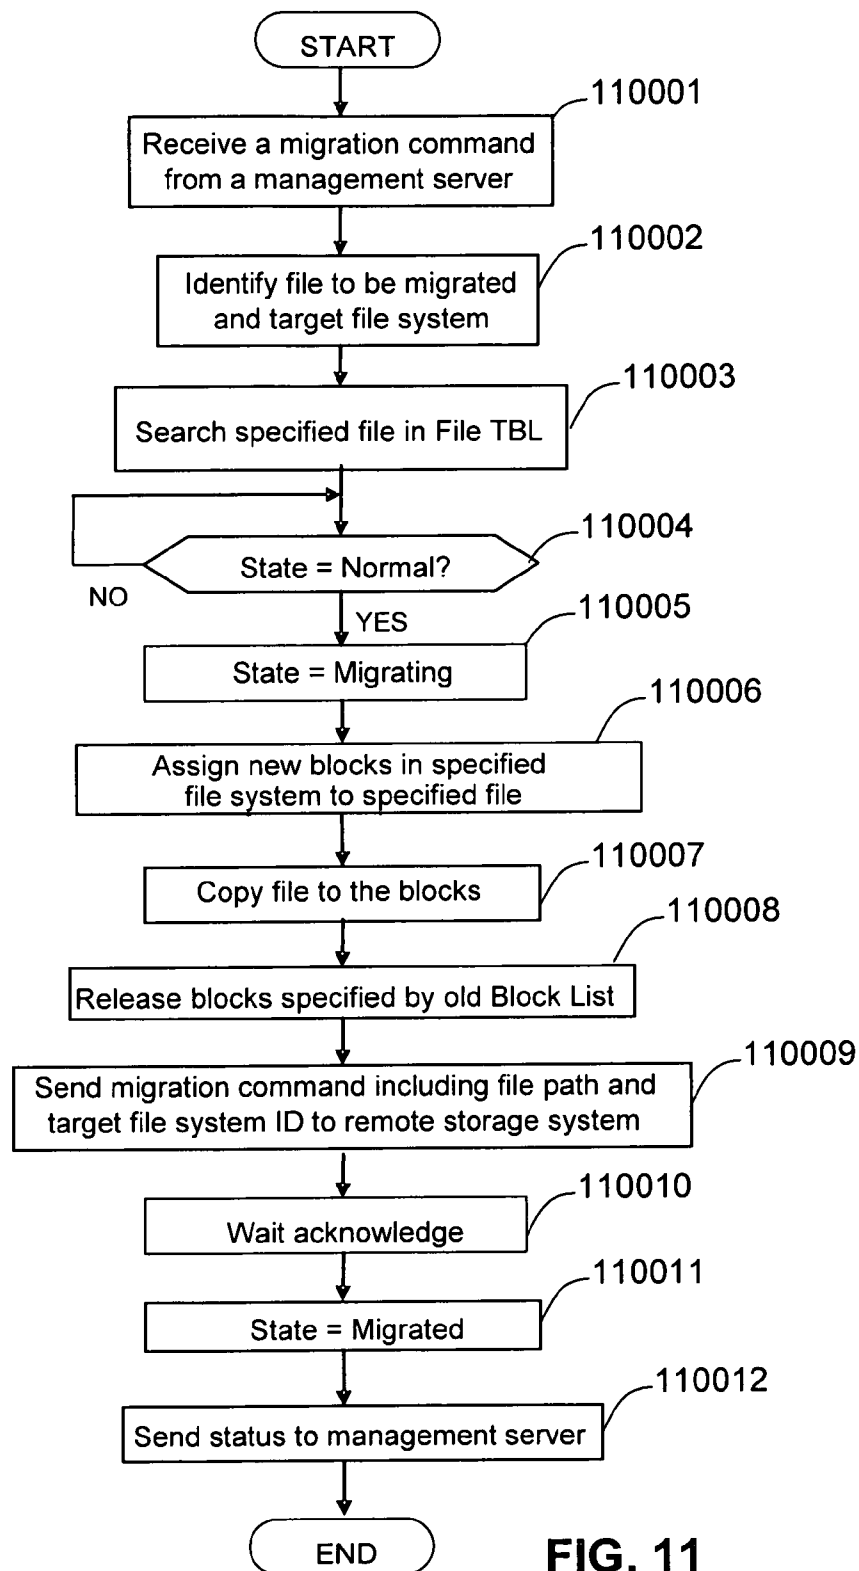 START
110001
Receive a migration command
from a management server
110002
Identify file to be migrated
and target file system
110003
Search specified file in File TBL
110004
State = Normal?
NO
YES
110005
State = Migrating
110006
Assign new blocks in specified
file system to specified file
110007
Copy file to the blocks
110008
Release blocks specified by old Block List
110009
Send migration command including file path and
target file system ID to remote storage system
110010
Wait acknowledge
110011
State = Migrated
110012
Send status to management server
END
FIG. 11